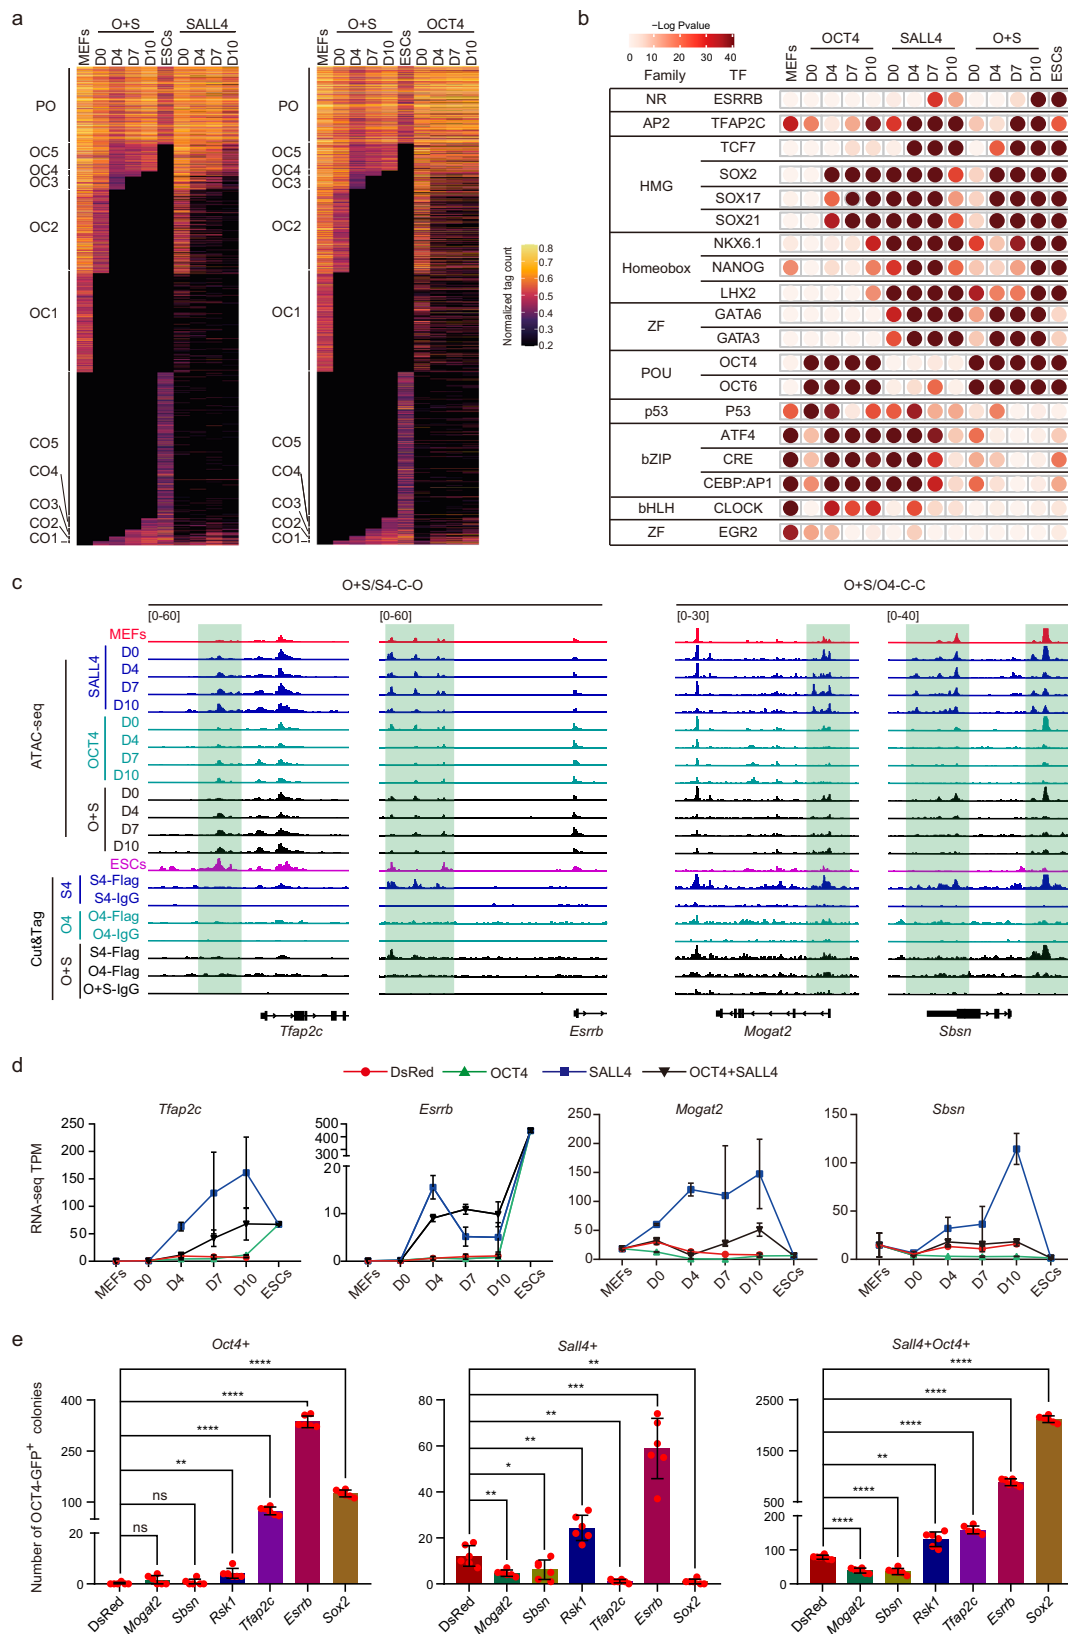 a
O+S
SALL4
MEFs
D0
D4
D7
D10
ESCs
D0
D4
D7
D10
PO
OC5
OC4
OC3
OC2
OC1
CO5
CO4
CO3
CO2
CO1
O+S
OCT4
MEFs
D0
D4
D7
D10
ESCs
D0
D4
D7
D10
PO
OC5
OC4
OC3
OC2
OC1
CO5
CO4
CO3
CO2
CO1
Normalized tag count
0.8
0.7
0.6
0.5
0.4
0.3
0.2
b
−Log Pvalue
0 10 20 30 40
Family TF
MEFs
OCT4
D0
D4
D7
D10
SALL4
D0
D4
D7
D10
O+S
D0
D4
D7
D10
ESCs
NR ESRRB
AP2 TFAP2C
HMG
TCF7
SOX2
SOX17
SOX21
Homeobox
NKX6.1
NANOG
LHX2
ZF
GATA6
GATA3
POU
OCT4
OCT6
p53 P53
bZIP
ATF4
CRE
CEBP:AP1
bHLH CLOCK
ZF EGR2
c
O+S/S4-C-O
O+S/O4-C-C
[0-60]
[0-60]
[0-30]
[0-40]
MEFs
ATAC-seq
SALL4
D0
D4
D7
D10
OCT4
D0
D4
D7
D10
O+S
D0
D4
D7
D10
ESCs
Cut&Tag
S4
S4-Flag
S4-IgG
O4
O4-Flag
O4-IgG
O+S
S4-Flag
O4-Flag
O+S-IgG
Tfap2c
Esrrb
Mogat2
Sbsn
d
DsRed OCT4 SALL4 OCT4+SALL4
RNA-seq TPM
Tfap2c
250
200
150
100
50
0
MEFs D0 D4 D7 D10 ESCs
Esrrb
500
400
300
20
10
0
MEFs D0 D4 D7 D10 ESCs
Mogat2
250
200
150
100
50
0
MEFs D0 D4 D7 D10 ESCs
Sbsn
150
100
50
0
MEFs D0 D4 D7 D10 ESCs
e
Number of OCT4-GFP+ colonies
Oct4+
****
****
****
**
ns
ns
400
250
100
20
0
DsRed Mogat2 Sbsn Rsk1 Tfap2c Esrrb Sox2
Sall4+
**
***
**
**
*
**
80
60
40
20
0
DsRed Mogat2 Sbsn Rsk1 Tfap2c Esrrb Sox2
Sall4+Oct4+
****
****
****
**
****
****
2500
1500
500
200
100
0
DsRed Mogat2 Sbsn Rsk1 Tfap2c Esrrb Sox2